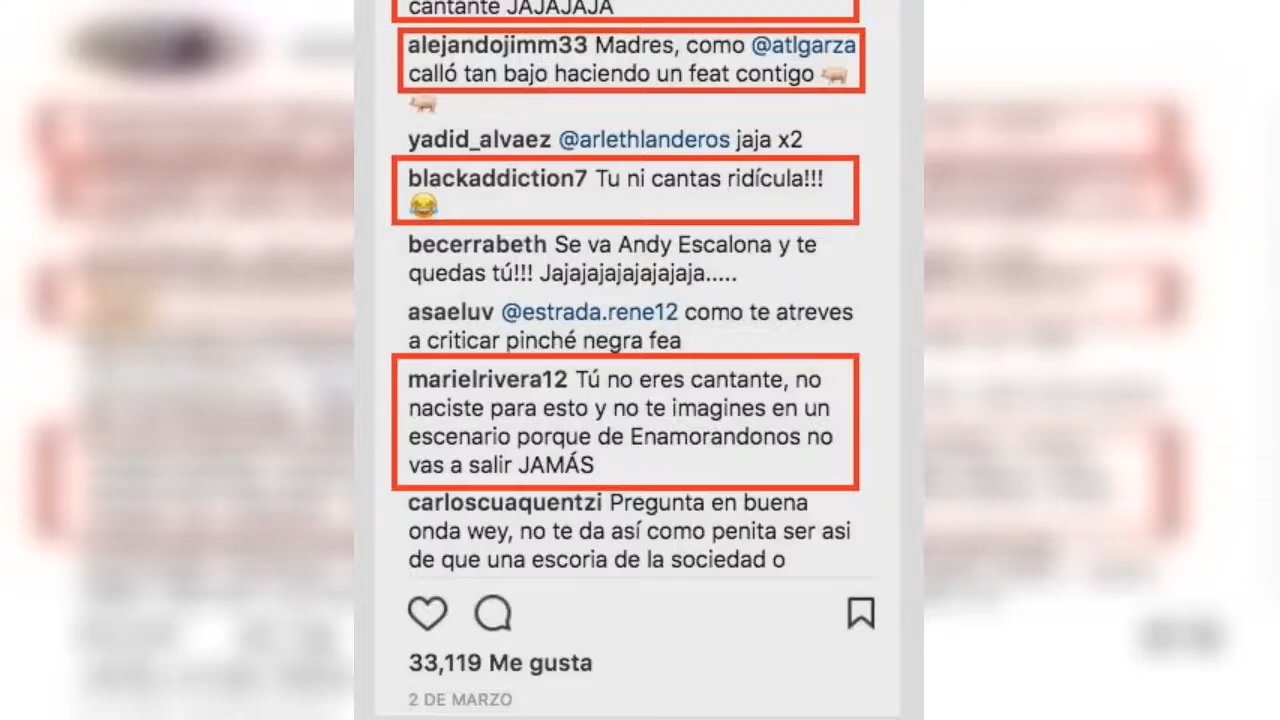 cantante JAJAJAJA
alejandojimm33 Madres, como @atlgarza
calló tan bajo haciendo un feat contigo 🐖
🐖
yadid_alvaez @arlethlanderos jaja x2
blackaddiction7 Tu ni cantas ridícula!!!
😂
becerrabeth Se va Andy Escalona y te
quedas tú!!! Jajajajajajajaja.....
asaeluv @estrada.rene12 como te atreves
a criticar pinché negra fea
marielrivera12 Tú no eres cantante, no
naciste para esto y no te imagines en un
escenario porque de Enamorandonos no
vas a salir JAMÁS
carloscuaquentzi Pregunta en buena
onda wey, no te da así como penita ser asi
de que una escoria de la sociedad o
33,119 Me gusta
2 DE MARZO